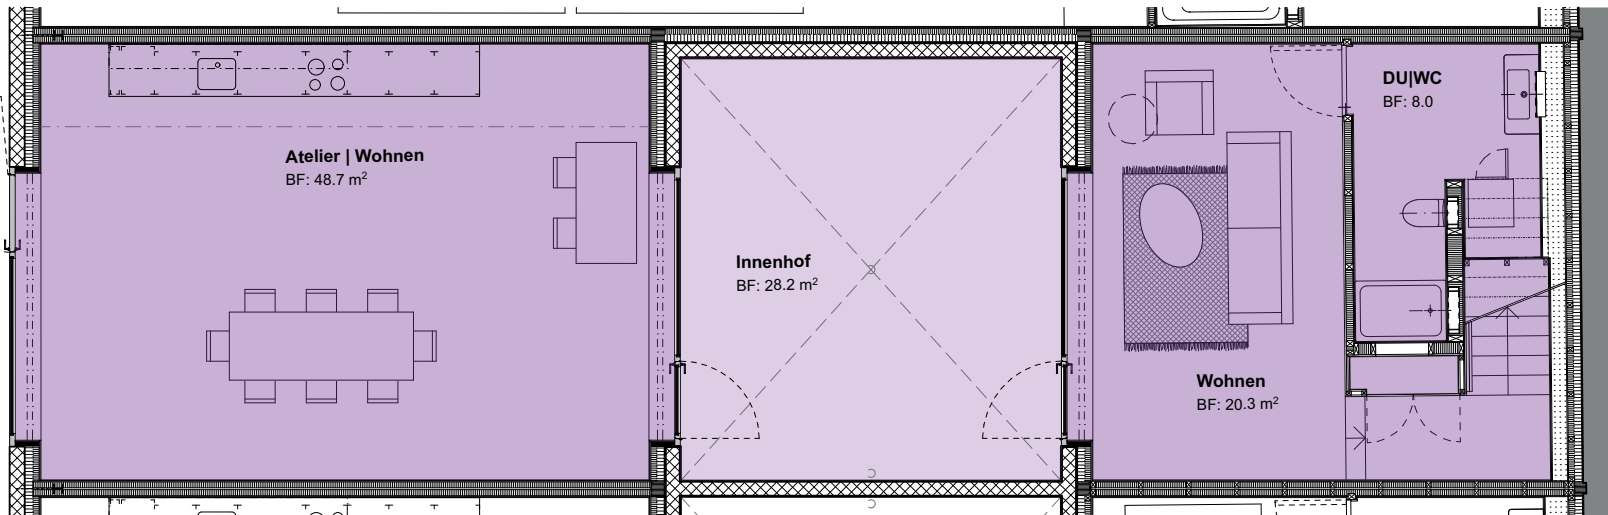 Atelier | Wohnen
BF: 48.7 m²
Innenhof
BF: 28.2 m²
Wohnen
BF: 20.3 m²
DU|WC
BF: 8.0